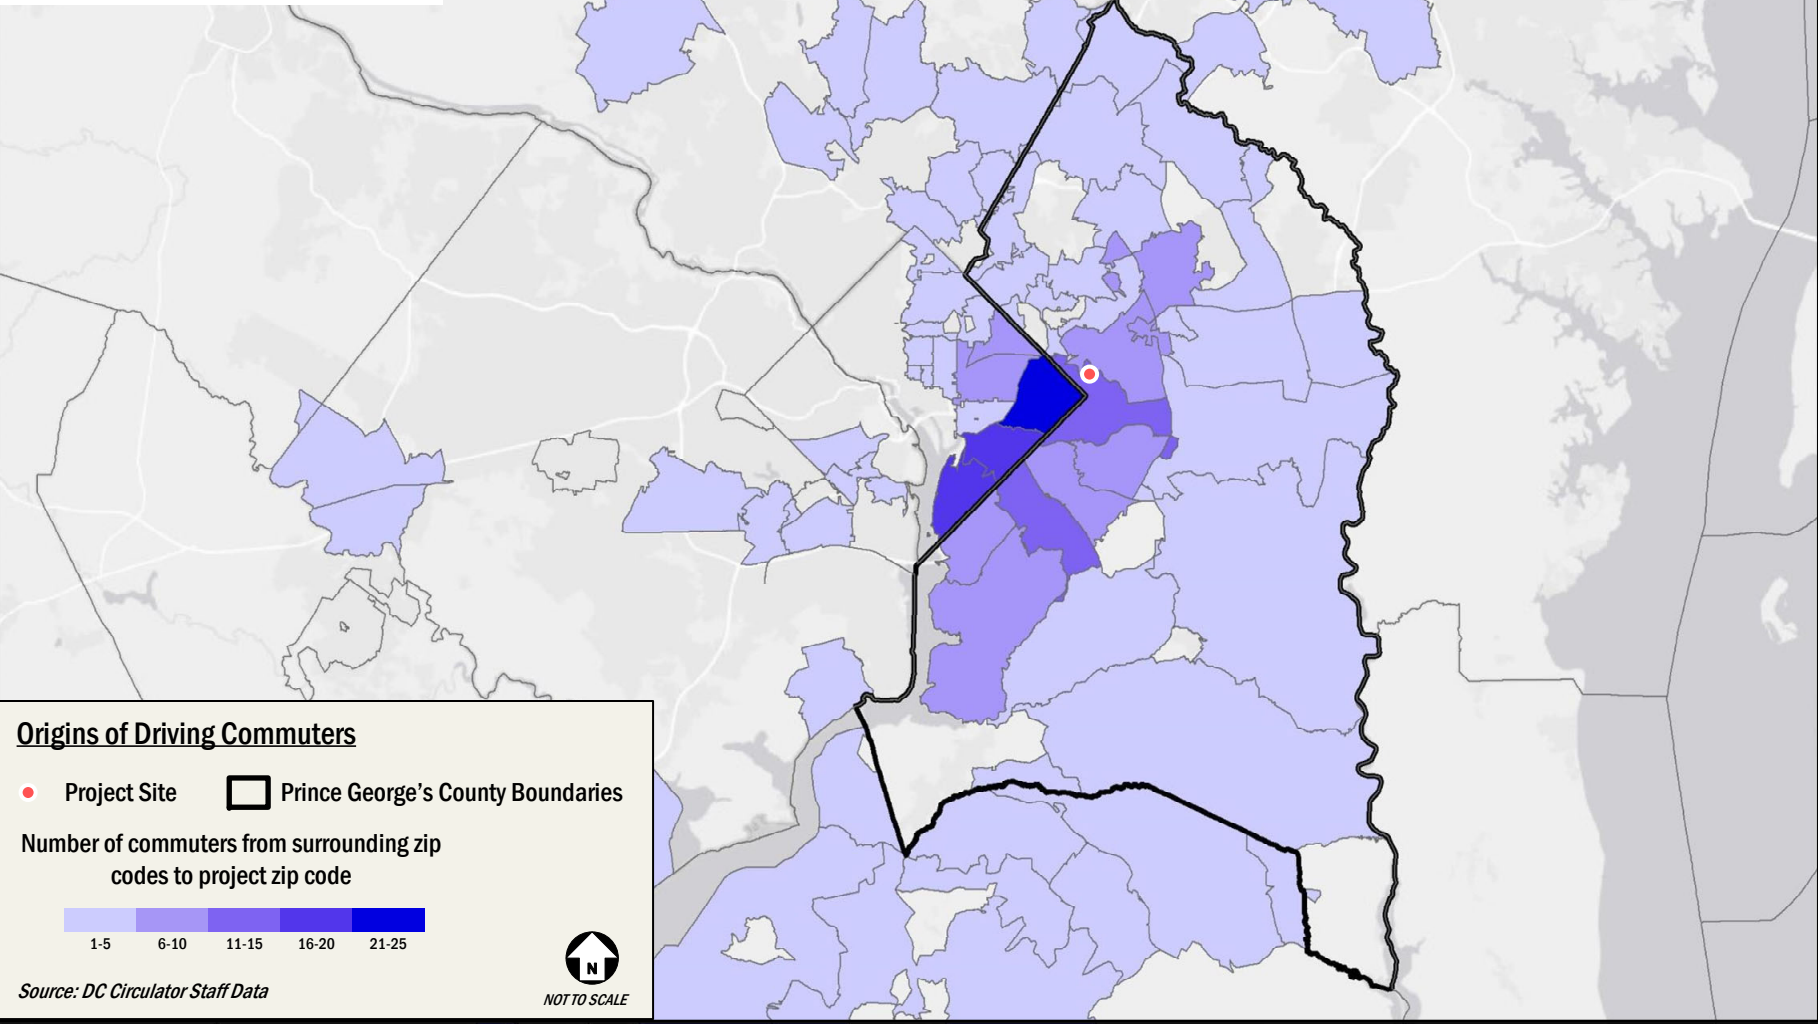 Origins of Driving Commuters
Project Site
Prince George's County Boundaries
Number of commuters from surrounding zip
codes to project zip code
1-5 6-10 11-15 16-20 21-25
N
Source: DC Circulator Staff Data
NOT TO SCALE